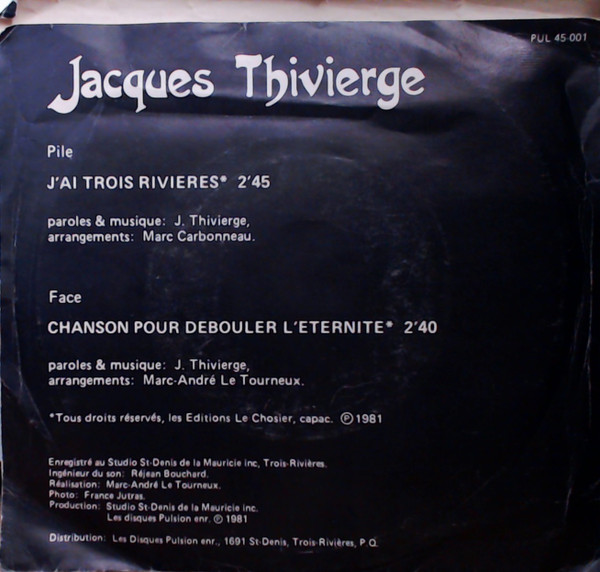 PUL 45-001
Jacques Thivierge
Pile
J'AI TROIS RIVIERES* 2'45
paroles & musique: J. Thivierge,
arrangements: Marc Carbonneau.
Face
CHANSON POUR DEBOULER L'ETERNITE* 2'40
paroles & musique: J. Thivierge,
arrangements: Marc-André Le Tourneux.
*Tous droits réservés, les Editions Le Chosier, capac. ℗ 1981
Enregistré au Studio St-Denis de la Mauricie inc, Trois-Rivières.
Ingénieur du son: Réjean Bouchard.
Réalisation: Marc-André Le Tourneux.
Photo: France Jutras.
Production: Studio St-Denis de la Mauricie inc.
Les disques Pulsion enr. ℗ 1981
Distribution: Les Disques Pulsion enr., 1691 St-Denis, Trois-Rivières, P.Q.